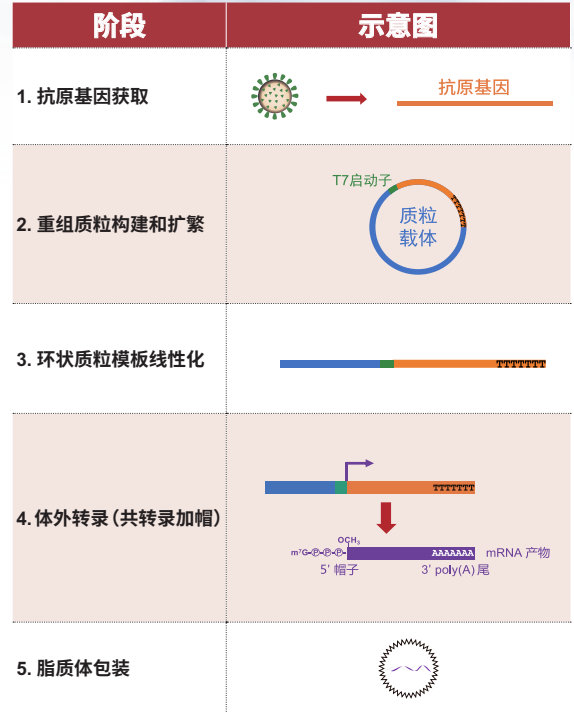 阶段
示意图
1. 抗原基因获取
抗原基因
2. 重组质粒构建和扩繁
T7启动子
质粒
载体
TTTTTTT
3. 环状质粒模板线性化
TTTTTTT
4.体外转录（共转录加帽）
TTTTTTT
OCH₃
m⁷G-Ⓟ-Ⓟ-Ⓟ-
AAAAAAA
mRNA 产物
5' 帽子
3' poly(A) 尾
5. 脂质体包装